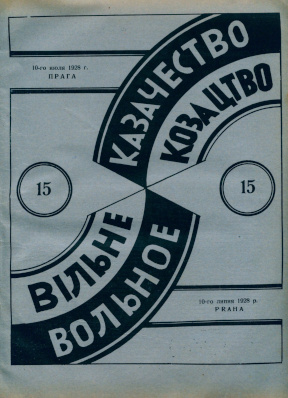 10-го июля 1928 г.
ПРАГА
КАЗАЧЕСТВО
КОЗАЦТВО
15
15
ВІЛЬНЕ
ВОЛЬНОЕ
10-го липня 1928 р.
PRAHA